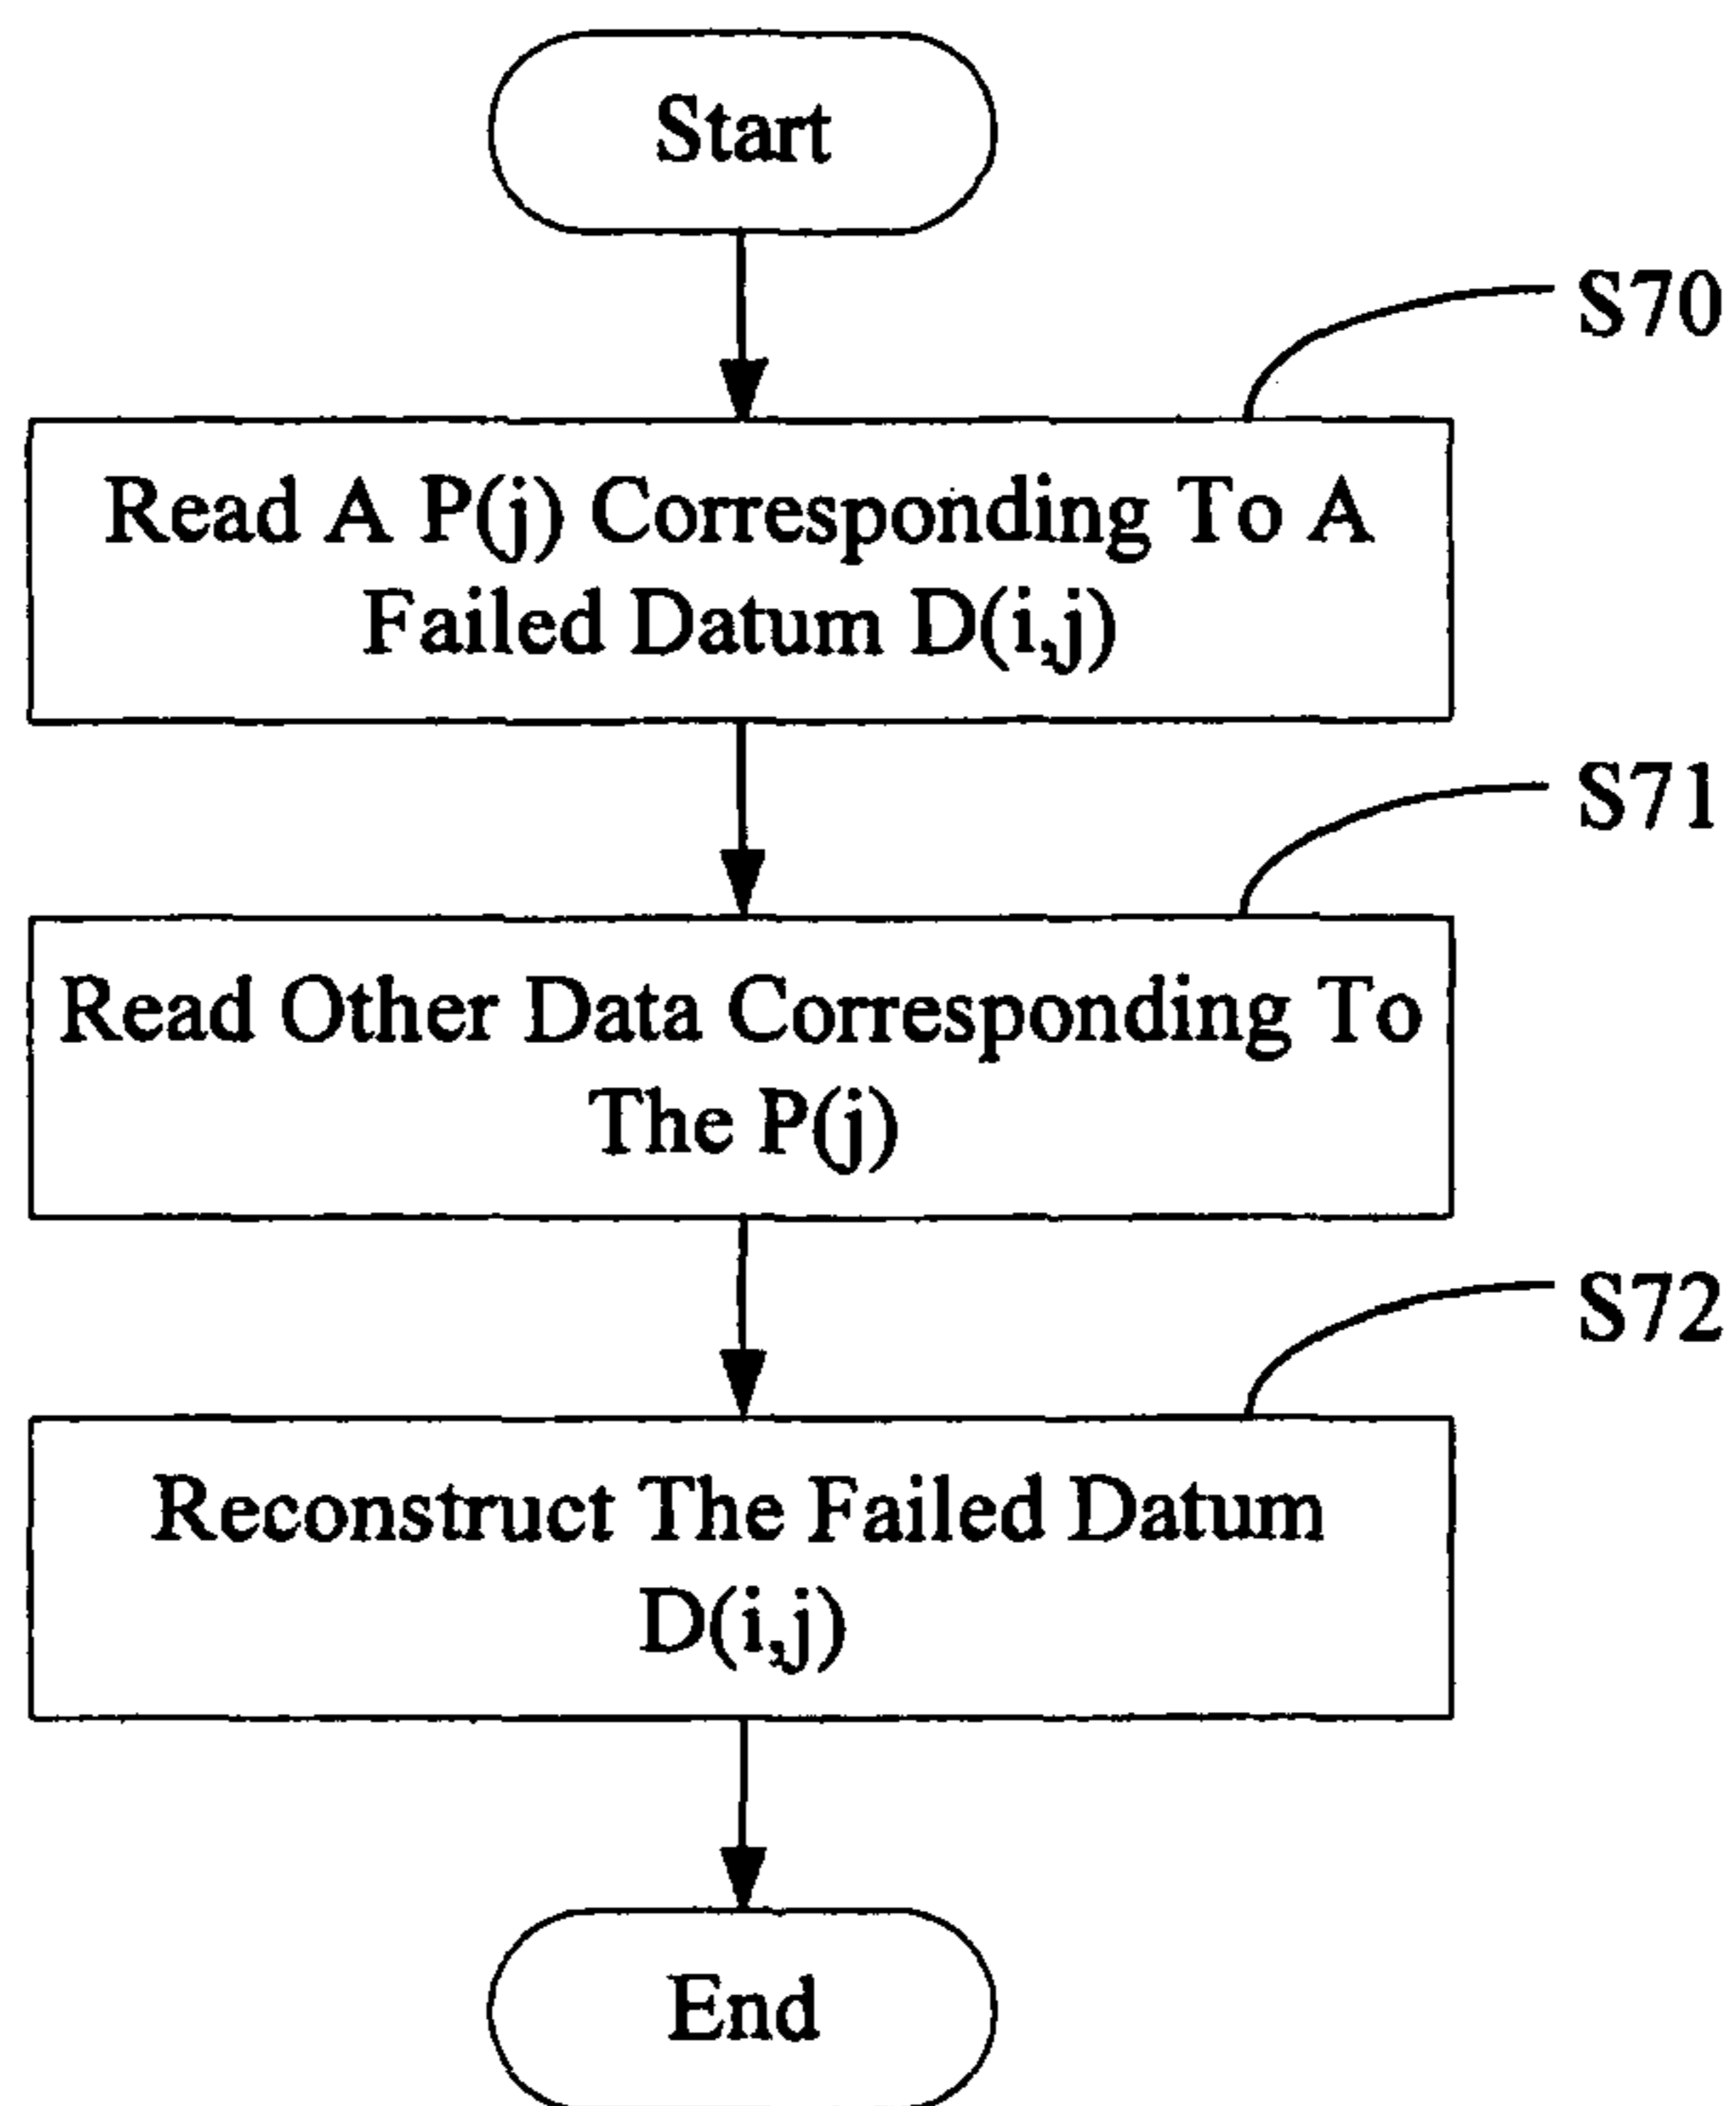 Start
S70
Read A P(j) Corresponding To A
Failed Datum D(i,j)
S71
Read Other Data Corresponding To
The P(j)
S72
Reconstruct The Failed Datum
D(i,j)
End